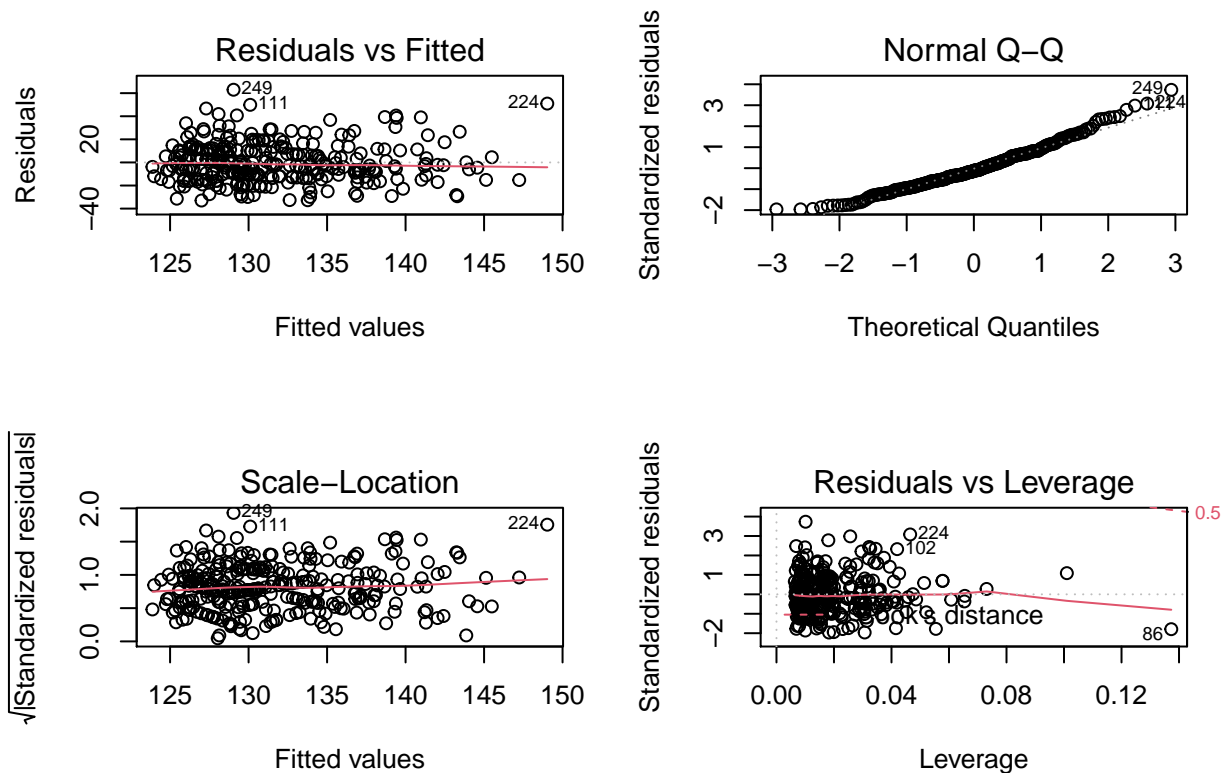 Residuals vs Fitted
Residuals
20
−40
249
111
224
125 130 135 140 145 150
Fitted values
Normal Q−Q
Standardized residuals
3
1
−2
249
224
−3 −2 −1 0 1 2 3
Theoretical Quantiles
Scale−Location
√|Standardized residuals|
2.0
1.0
0.0
249
111
224
125 130 135 140 145 150
Fitted values
Residuals vs Leverage
Standardized residuals
3
1
−2
0.5
224
102
distance
86
0.00 0.04 0.08 0.12
Leverage